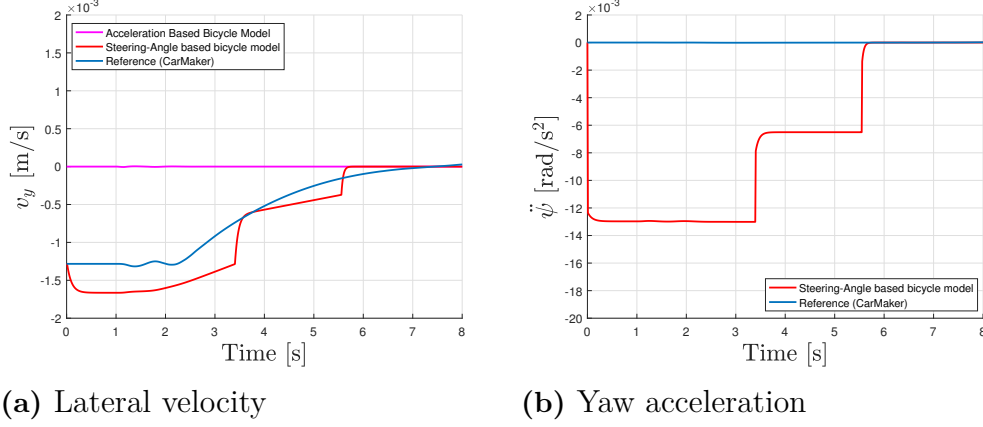 ×10⁻³
2
1.5
1
0.5
0
-0.5
-1
-1.5
-2
v_y [m/s]
Acceleration Based Bicycle Model
Steering-Angle based bicycle model
Reference (CarMaker)
0 1 2 3 4 5 6 7 8
Time [s]
(a) Lateral velocity
×10⁻³
2
0
-2
-4
-6
-8
-10
-12
-14
-16
-18
-20
ψ̈ [rad/s²]
Steering-Angle based bicycle model
Reference (CarMaker)
0 1 2 3 4 5 6 7 8
Time [s]
(b) Yaw acceleration